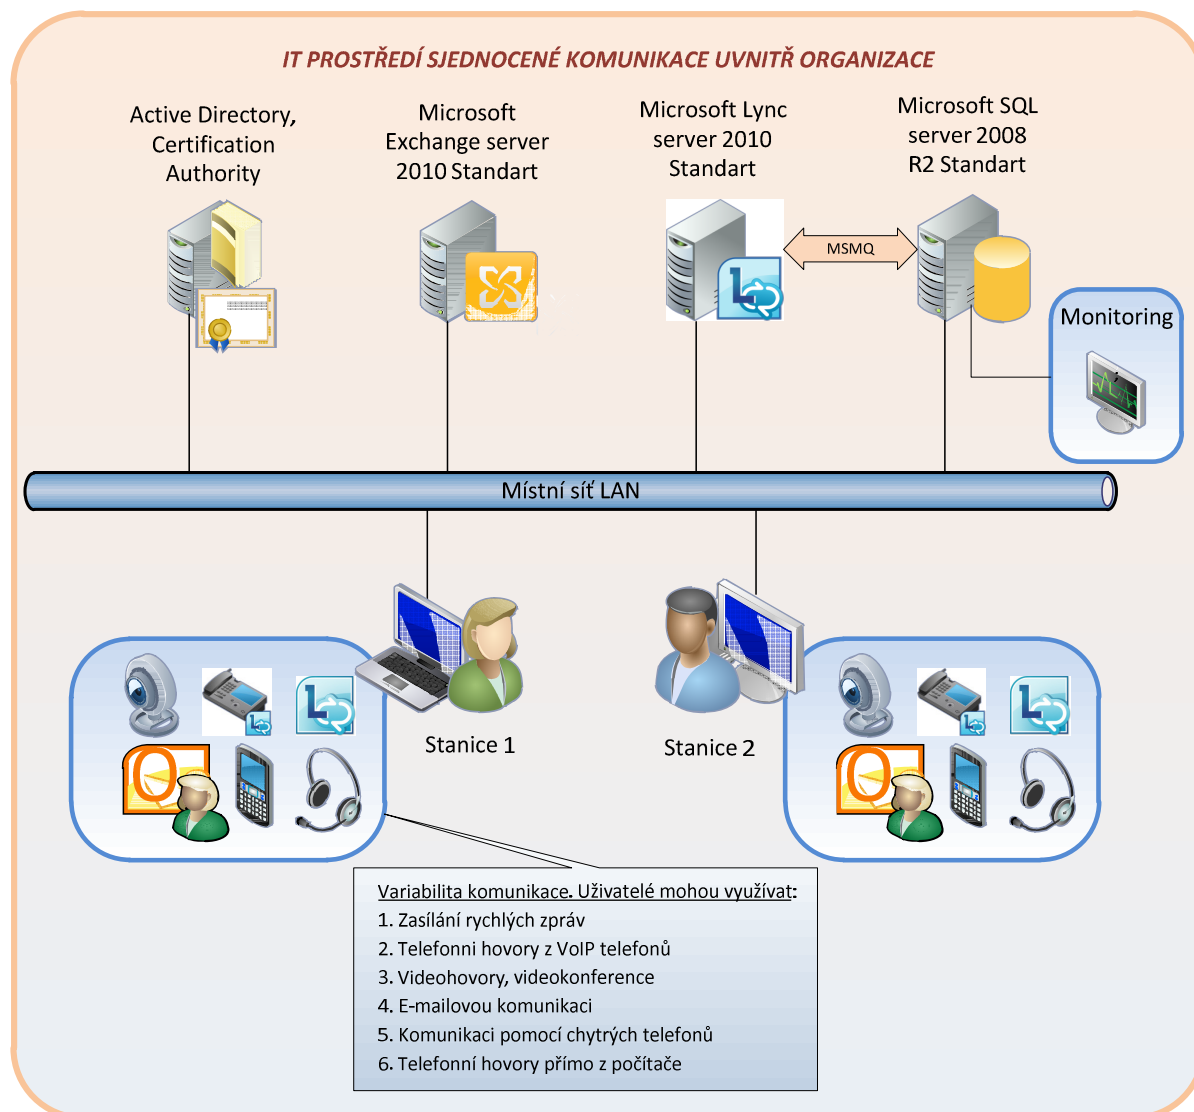 IT PROSTŘEDÍ SJEDNOCENÉ KOMUNIKACE UVNITŘ ORGANIZACE
Active Directory,
Certification
Authority
Microsoft
Exchange server
2010 Standart
Microsoft Lync
server 2010
Standart
Microsoft SQL
server 2008
R2 Standart
MSMQ
Monitoring
Místní síť LAN
Stanice 1
Stanice 2
Variabilita komunikace. Uživatelé mohou využívat:
1. Zasílání rychlých zpráv
2. Telefonni hovory z VoIP telefonů
3. Videohovory, videokonference
4. E-mailovou komunikaci
5. Komunikaci pomocí chytrých telefonů
6. Telefonní hovory přímo z počítače